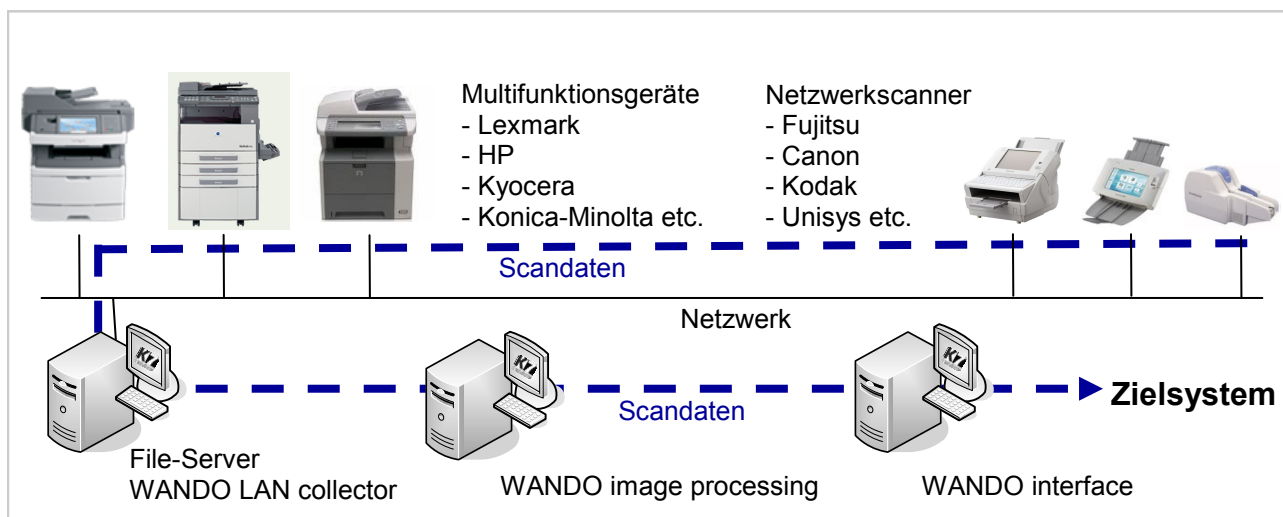 Multifunktionsgeräte
- Lexmark
- HP
- Kyocera
- Konica-Minolta etc.
Netzwerkscanner
- Fujitsu
- Canon
- Kodak
- Unisys etc.
Scandaten
Netzwerk
Scandaten
Zielsystem
File-Server
WANDO LAN collector
WANDO image processing
WANDO interface